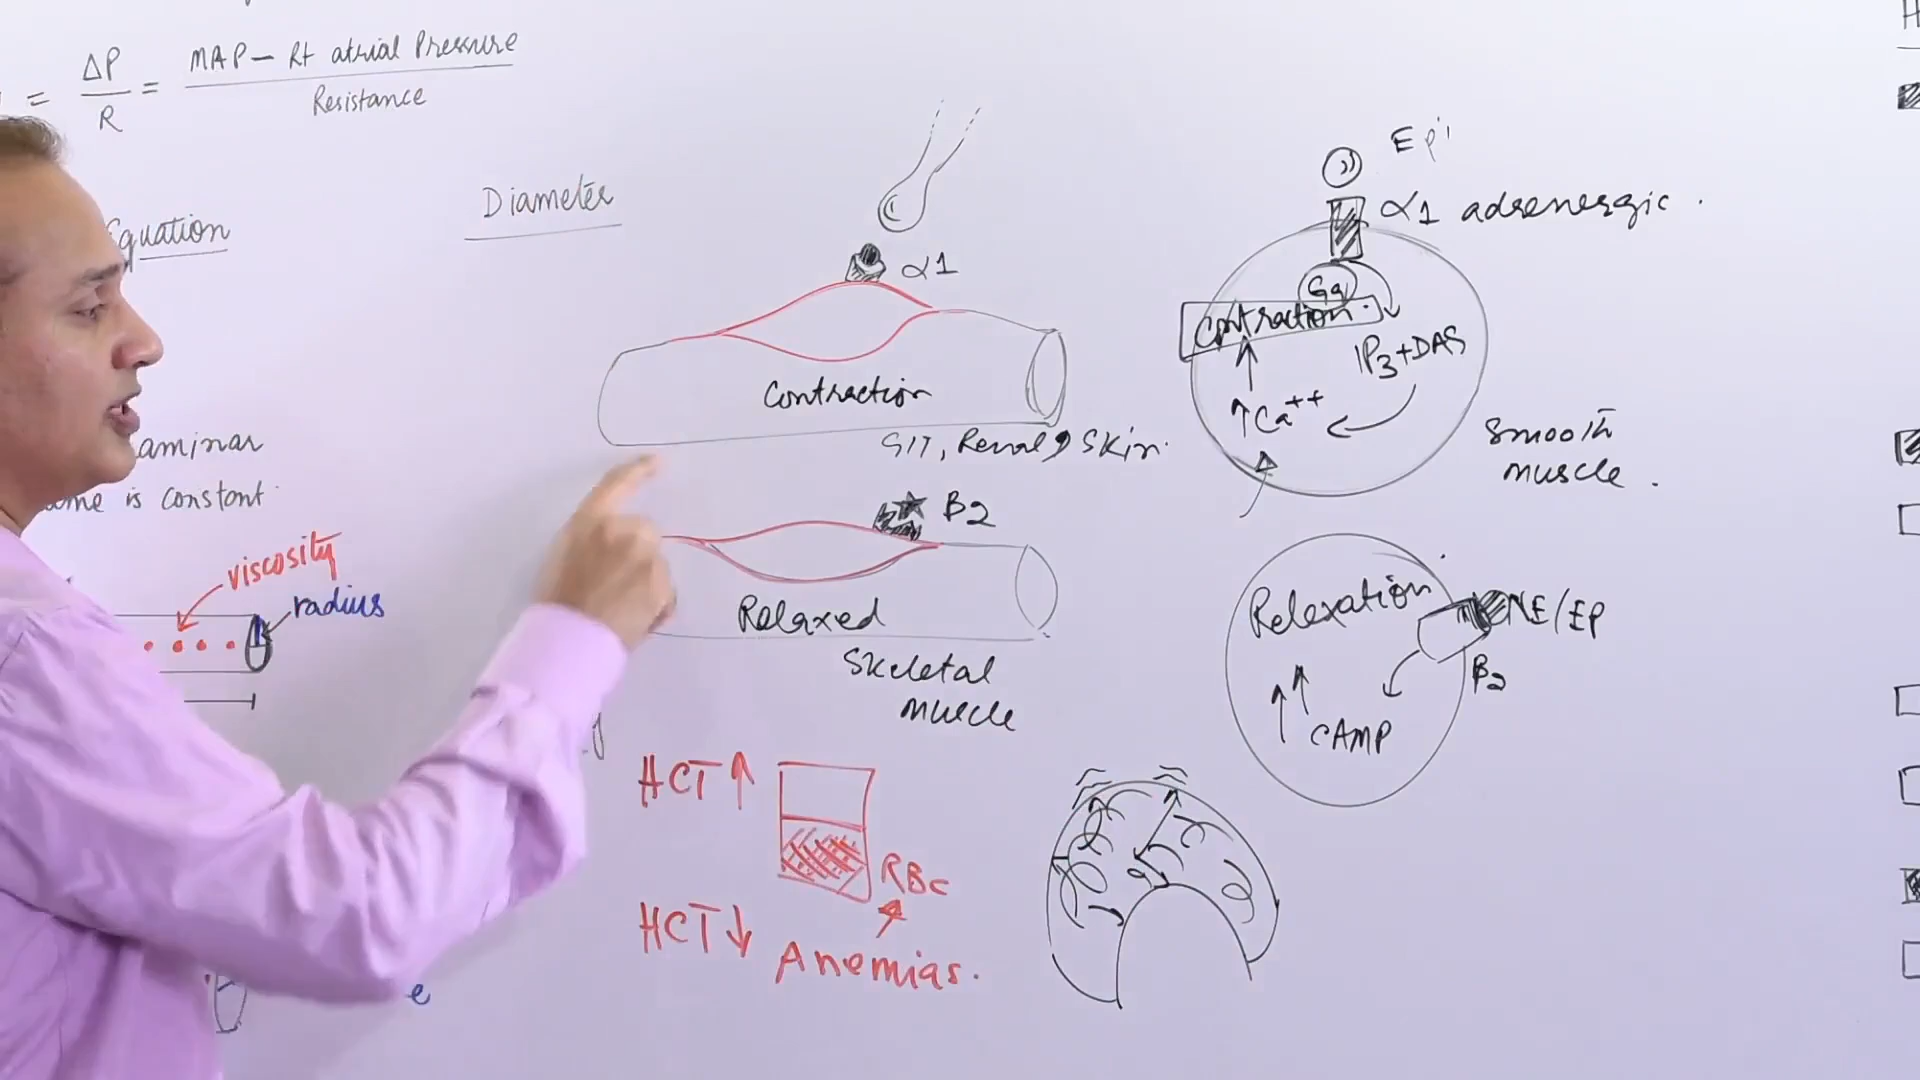 = ΔP/R = MAP – Rt atrial Pressure
Resistance
Equation
aminar
is constant
viscosity
radius
Diameter
α1
Contraction
GIT, Renal, Skin.
B2
Relaxed
Skeletal
muscle
HCT ↑
RBC
HCT ↓
Anemias.
Epi
α1 adrenergic.
Gq
Contraction.
IP3+DAG
↑Ca++
Smooth
muscle.
Relaxation
NE/EP
B2
↑↑
cAMP